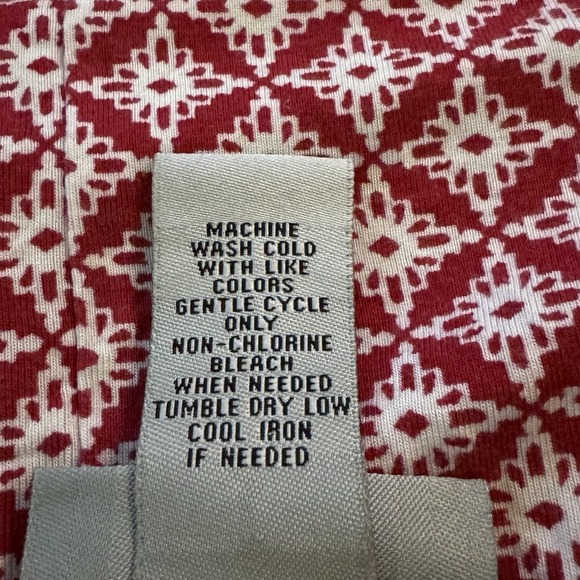 MACHINE
WASH COLD
WITH LIKE
COLORS
GENTLE CYCLE
ONLY
NON-CHLORINE
BLEACH
WHEN NEEDED
TUMBLE DRY LOW
COOL IRON
IF NEEDED